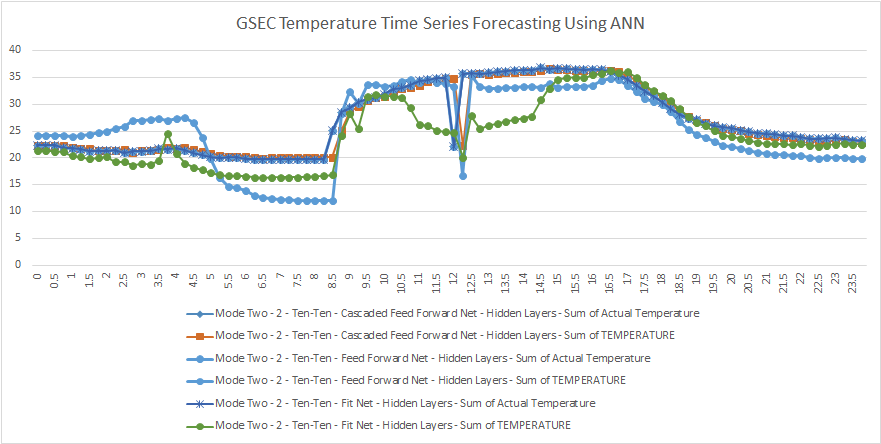 GSEC Temperature Time Series Forecasting Using ANN
40
35
30
25
20
15
10
5
0
0 0.5 1 1.5 2 2.5 3 3.5 4 4.5 5 5.5 6 6.5 7 7.5 8 8.5 9 9.5 10 10.5 11 11.5 12 12.5 13 13.5 14 14.5 15 15.5 16 16.5 17 17.5 18 18.5 19 19.5 20 20.5 21 21.5 22 22.5 23 23.5
Mode Two - 2 - Ten-Ten - Cascaded Feed Forward Net - Hidden Layers - Sum of Actual Temperature
Mode Two - 2 - Ten-Ten - Cascaded Feed Forward Net - Hidden Layers - Sum of TEMPERATURE
Mode Two - 2 - Ten-Ten - Feed Forward Net - Hidden Layers - Sum of Actual Temperature
Mode Two - 2 - Ten-Ten - Feed Forward Net - Hidden Layers - Sum of TEMPERATURE
Mode Two - 2 - Ten-Ten - Fit Net - Hidden Layers - Sum of Actual Temperature
Mode Two - 2 - Ten-Ten - Fit Net - Hidden Layers - Sum of TEMPERATURE